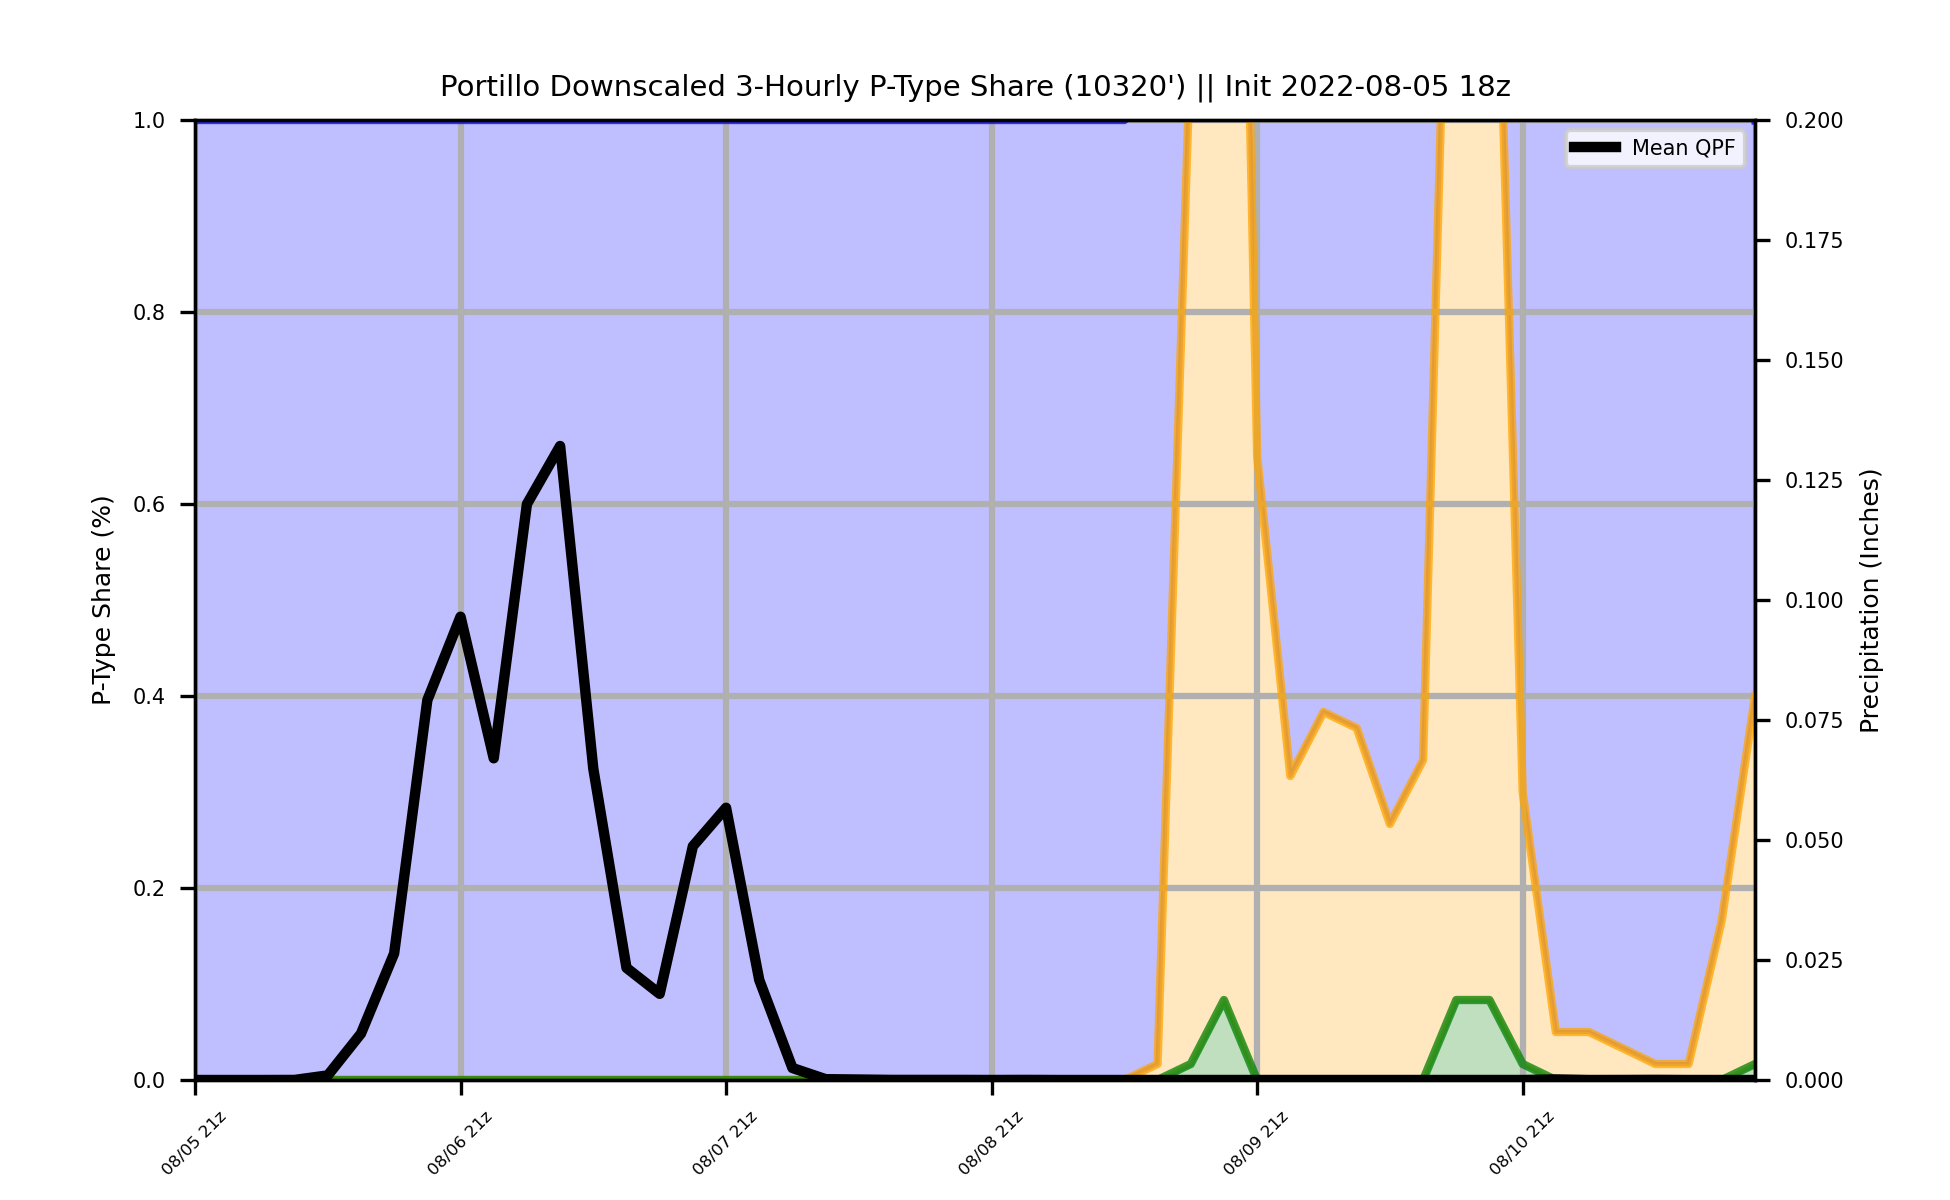 Portillo Downscaled 3-Hourly P-Type Share (10320') || Init 2022-08-05 18z
Mean QPF
P-Type Share (%)
1.0
0.8
0.6
0.4
0.2
0.0
Precipitation (Inches)
0.200
0.175
0.150
0.125
0.100
0.075
0.050
0.025
0.000
08/05 21z
08/06 21z
08/07 21z
08/08 21z
08/09 21z
08/10 21z